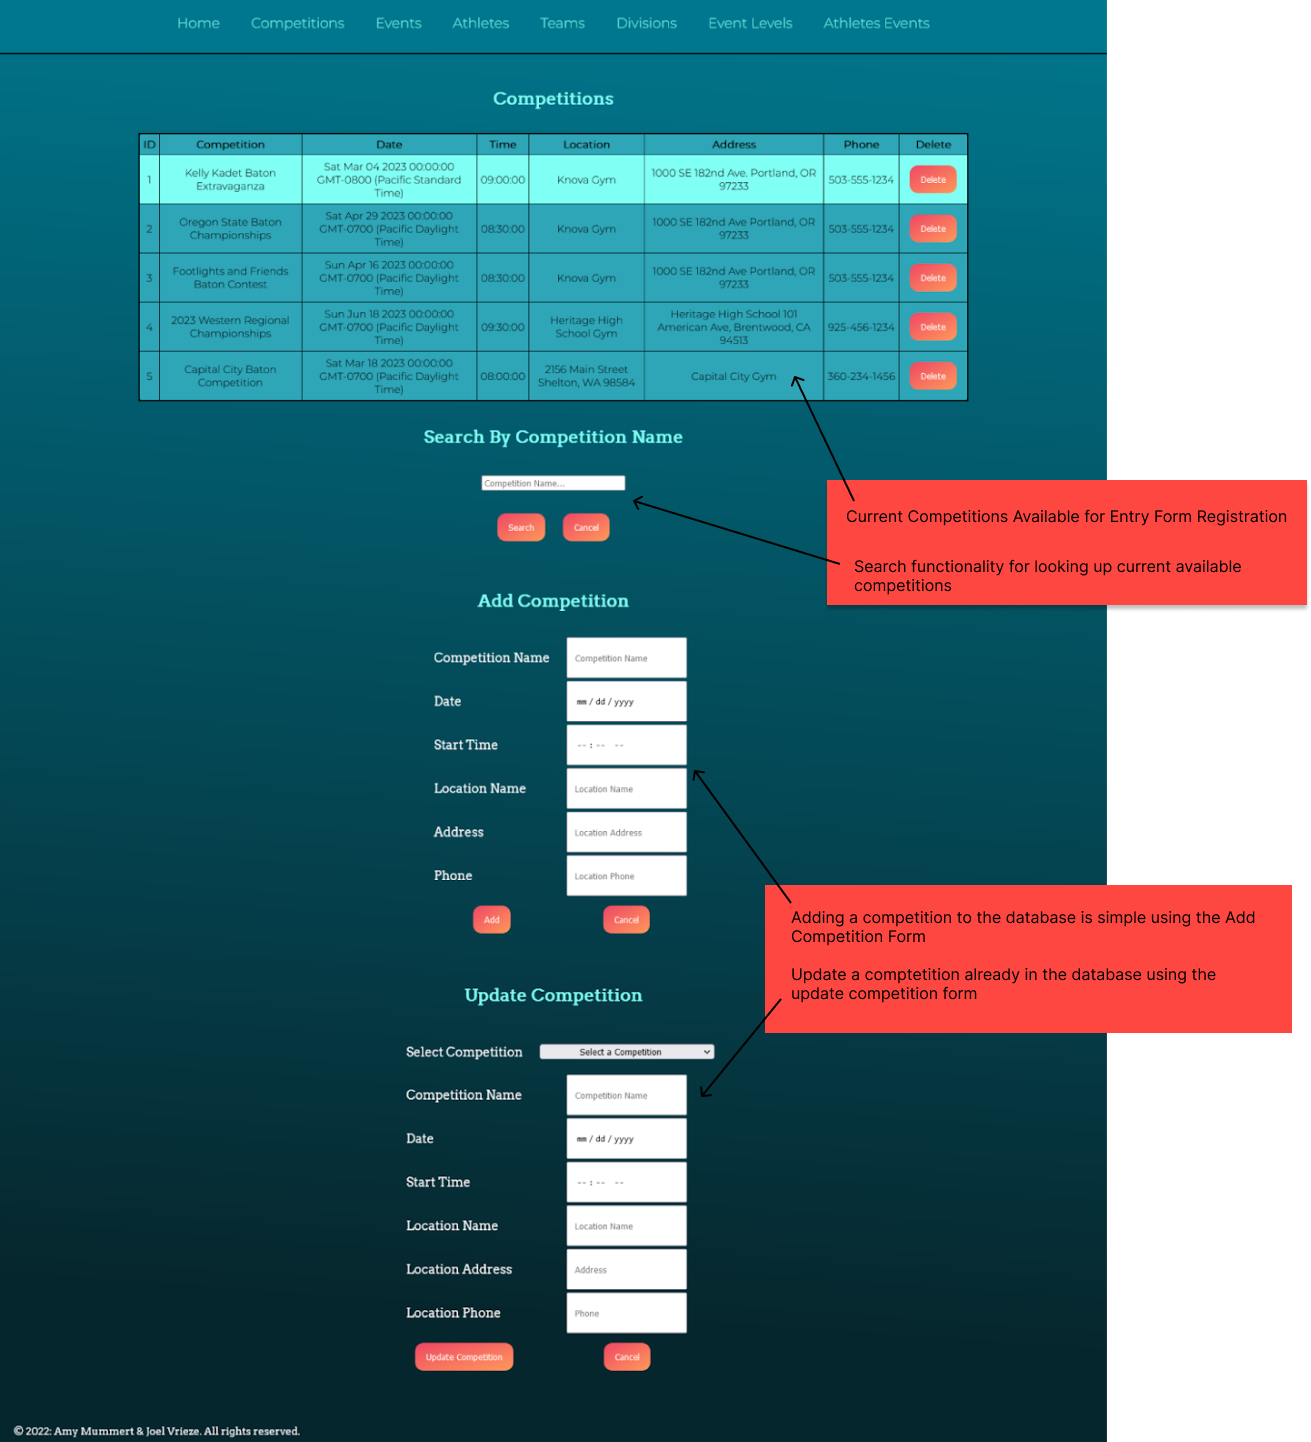 Home Competitions Events Athletes Teams Divisions Event Levels Athletes Events
Competitions
ID Competition Date Time Location Address Phone Delete
1 Kelly Kadet Baton Extravaganza Sat Mar 04 2023 00:00:00 GMT-0800 (Pacific Standard Time) 09:00:00 Knova Gym 1000 SE 182nd Ave. Portland, OR 97233 503-555-1234 Delete
2 Oregon State Baton Championships Sat Apr 29 2023 00:00:00 GMT-0700 (Pacific Daylight Time) 08:30:00 Knova Gym 1000 SE 182nd Ave Portland, OR 97233 503-555-1234 Delete
3 Footlights and Friends Baton Contest Sun Apr 16 2023 00:00:00 GMT-0700 (Pacific Daylight Time) 08:30:00 Knova Gym 1000 SE 182nd Ave Portland, OR 97233 503-555-1234 Delete
4 2023 Western Regional Championships Sun Jun 18 2023 00:00:00 GMT-0700 (Pacific Daylight Time) 09:30:00 Heritage High School Gym Heritage High School 101 American Ave, Brentwood, CA 94513 925-456-1234 Delete
5 Capital City Baton Competition Sat Mar 18 2023 00:00:00 GMT-0700 (Pacific Daylight Time) 08:00:00 2156 Main Street Shelton, WA 98584 Capital City Gym 360-234-1456 Delete
Search By Competition Name
Competition Name...
Search Cancel
Current Competitions Available for Entry Form Registration
Search functionality for looking up current available
competitions
Add Competition
Competition Name Competition Name
Date mm / dd / yyyy
Start Time -- : -- --
Location Name Location Name
Address Location Address
Phone Location Phone
Add Cancel
Adding a competition to the database is simple using the Add
Competition Form
Update a comptetition already in the database using the
update competition form
Update Competition
Select Competition Select a Competition
Competition Name Competition Name
Date mm / dd / yyyy
Start Time -- : -- --
Location Name Location Name
Location Address Address
Location Phone Phone
Update Competition Cancel
© 2022: Amy Mummert & Joel Vrieze. All rights reserved.